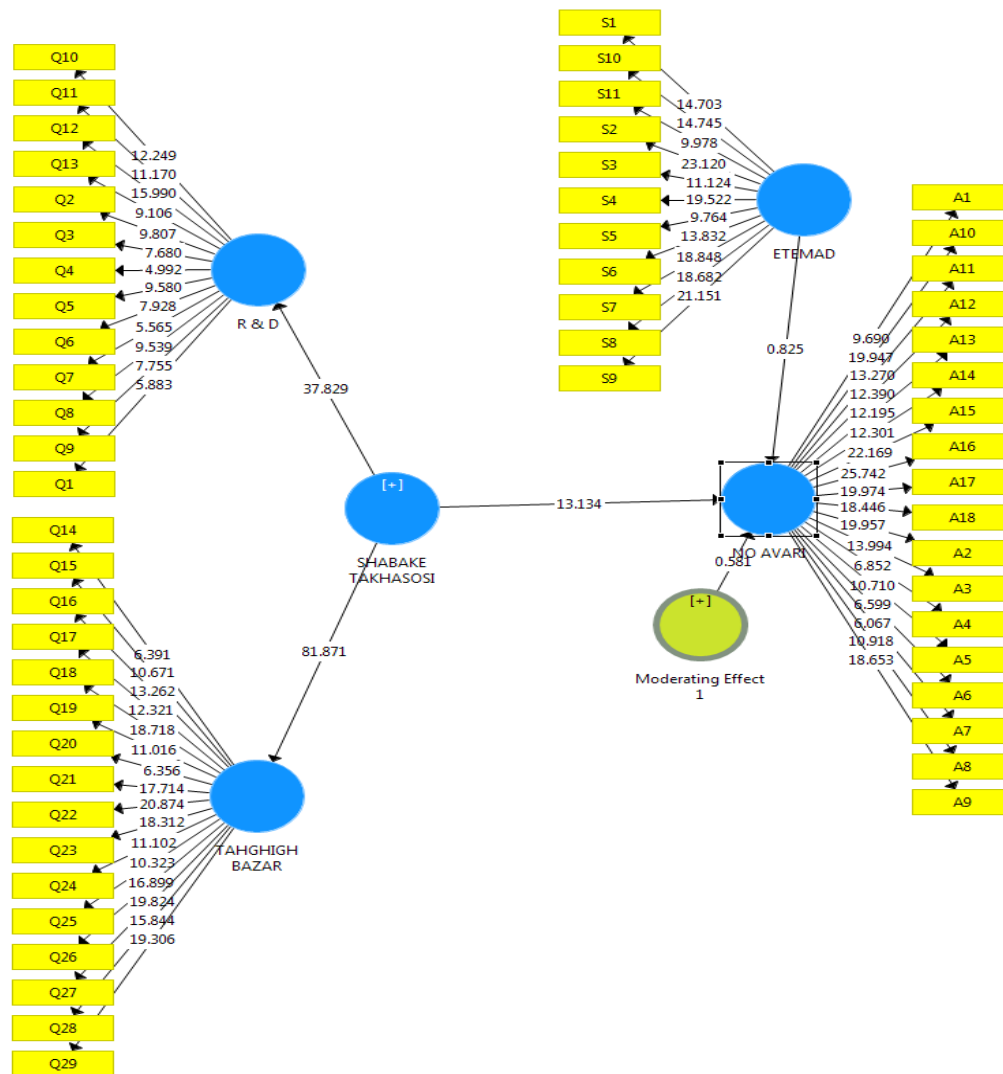 Q10
Q11
Q12
Q13
Q2
Q3
Q4
Q5
Q6
Q7
Q8
Q9
Q1
12.249
11.170
15.990
9.106
9.807
7.680
4.992
9.580
7.928
5.565
9.539
7.755
5.883
R & D
37.829
S1
S10
S11
S2
S3
S4
S5
S6
S7
S8
S9
14.703
14.745
9.978
23.120
11.124
19.522
9.764
13.832
18.848
18.682
21.151
ETEMAD
0.825
[+]
SHABAKE
TAKHASOSI
13.134
81.871
Q14
Q15
Q16
Q17
Q18
Q19
Q20
Q21
Q22
Q23
Q24
Q25
Q26
Q27
Q28
Q29
6.391
10.671
13.262
12.321
18.718
11.016
6.356
17.714
20.874
18.312
11.102
10.323
16.899
19.824
15.844
19.306
TAHGHIGH
BAZAR
NO AVARI
0.581
[+]
Moderating Effect
1
9.690
19.947
13.270
12.390
12.195
12.301
22.169
25.742
19.974
18.446
19.957
13.994
6.852
10.710
6.599
6.067
10.918
18.653
A1
A10
A11
A12
A13
A14
A15
A16
A17
A18
A2
A3
A4
A5
A6
A7
A8
A9